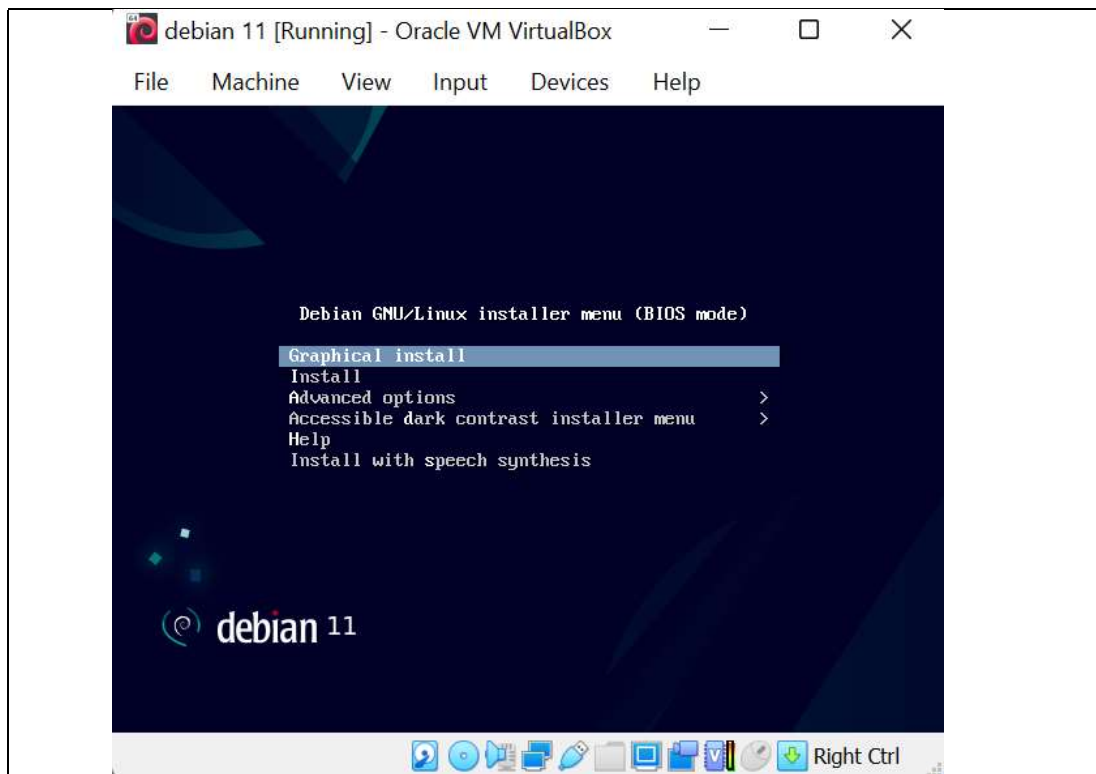 debian 11 [Running] - Oracle VM VirtualBox
File Machine View Input Devices Help
Debian GNU/Linux installer menu (BIOS mode)
Graphical install
Install
Advanced options >
Accessible dark contrast installer menu >
Help
Install with speech synthesis
debian 11
Right Ctrl